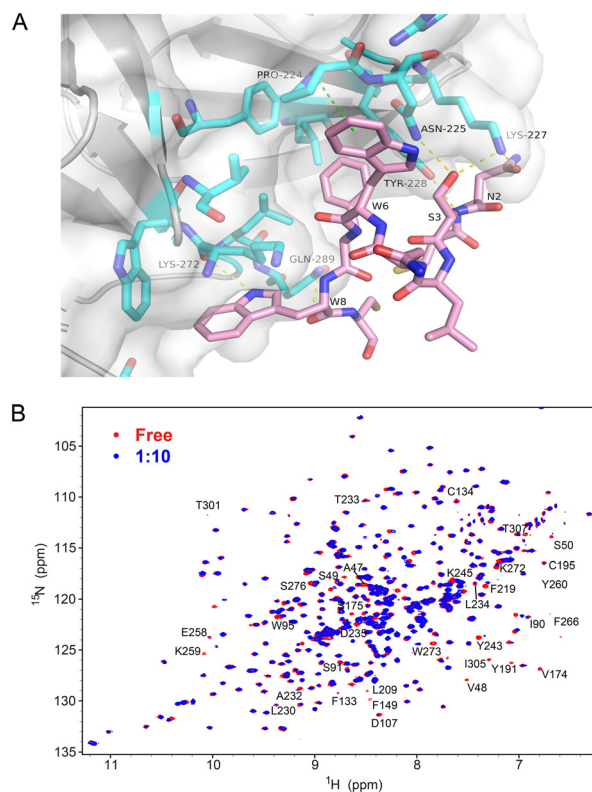 A
PRO-224
ASN-225
LYS-227
TYR-228
N2
W6
S3
LYS-272
GLN-289
W8
B
Free
1:10
105
110
115
120
125
130
135
15N (ppm)
T301
T233
C134
T307
S50
C195
K272
K245
Y260
S49
A47
S276
F219
L234
S175
I90
F266
W95
D235
E258
K259
W273
Y243
S91
I305
Y191
V174
V48
A232
L209
F133
F149
L230
D107
11
10
9
8
7
1H (ppm)